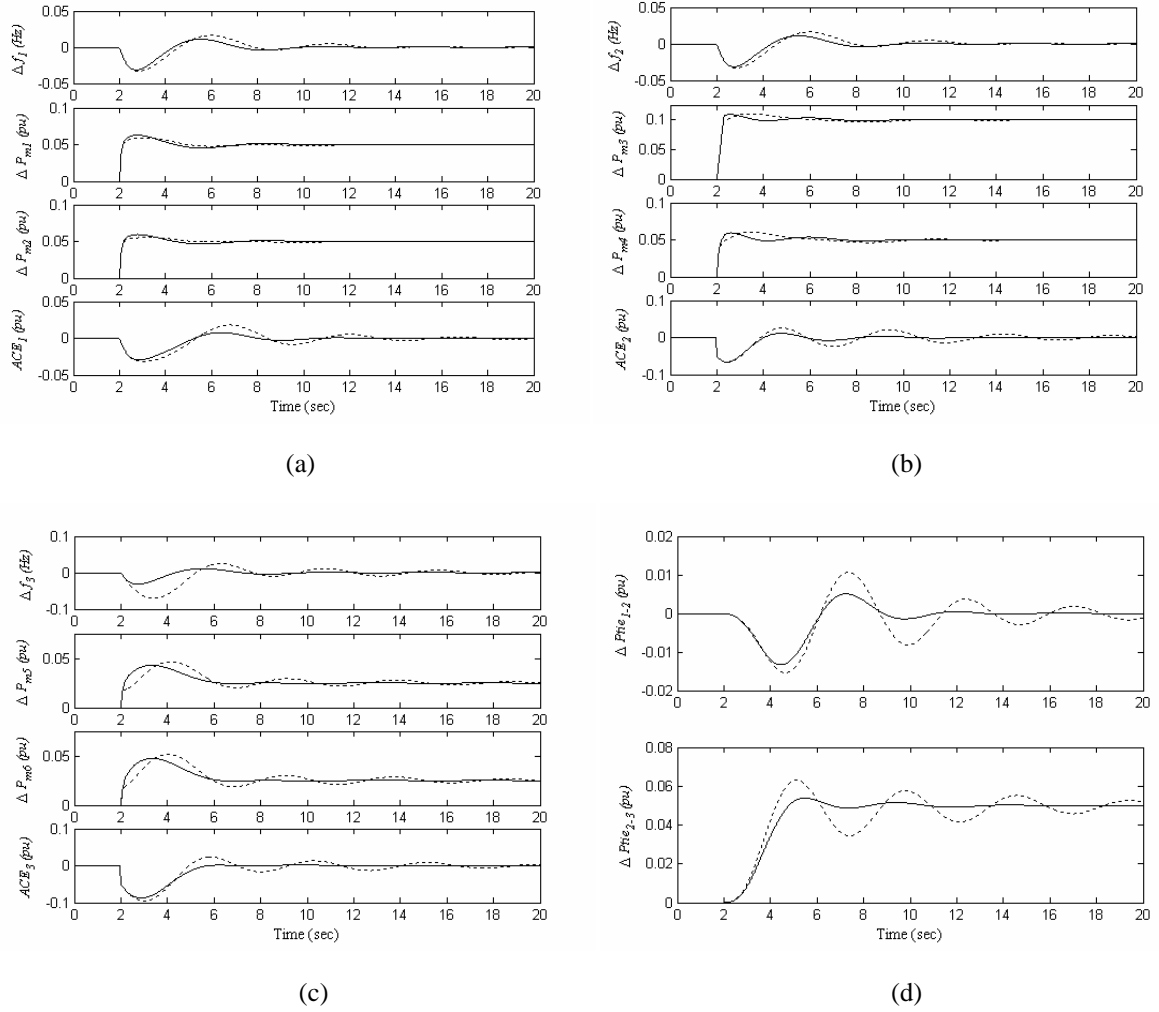 0.05
Δ f1 (Hz)
0
-0.05
0 2 4 6 8 10 12 14 16 18 20
0.1
Δ Pm1 (pu)
0.05
0
0 2 4 6 8 10 12 14 16 18 20
0.1
Δ Pm2 (pu)
0.05
0
0 2 4 6 8 10 12 14 16 18 20
0.05
ACE1 (pu)
0
-0.05
0 2 4 6 8 10 12 14 16 18 20
Time (sec)
(a)
0.05
Δ f2 (Hz)
0
-0.05
0 2 4 6 8 10 12 14 16 18 20
0.1
Δ Pm3 (pu)
0.05
0
0 2 4 6 8 10 12 14 16 18 20
0.1
Δ Pm4 (pu)
0.05
0
0 2 4 6 8 10 12 14 16 18 20
0.1
ACE2 (pu)
0
-0.1
0 2 4 6 8 10 12 14 16 18 20
Time (sec)
(b)
0.1
Δ f3 (Hz)
0
-0.1
0 2 4 6 8 10 12 14 16 18 20
Δ Pm5 (pu)
0.05
0
0 2 4 6 8 10 12 14 16 18 20
Δ Pm6 (pu)
0.05
0
0 2 4 6 8 10 12 14 16 18 20
0.1
ACE3 (pu)
0
-0.1
0 2 4 6 8 10 12 14 16 18 20
Time (sec)
(c)
0.02
Δ Ptie1-2 (pu)
0.01
0
-0.01
-0.02
0 2 4 6 8 10 12 14 16 18 20
0.08
Δ Ptie2-3 (pu)
0.06
0.04
0.02
0
0 2 4 6 8 10 12 14 16 18 20
Time (sec)
(d)